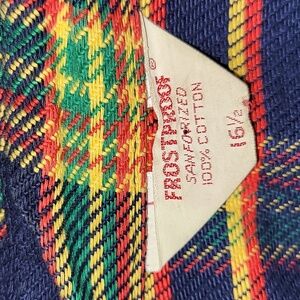 FROSTPROOF®
SANFORIZED
100% COTTON
16½